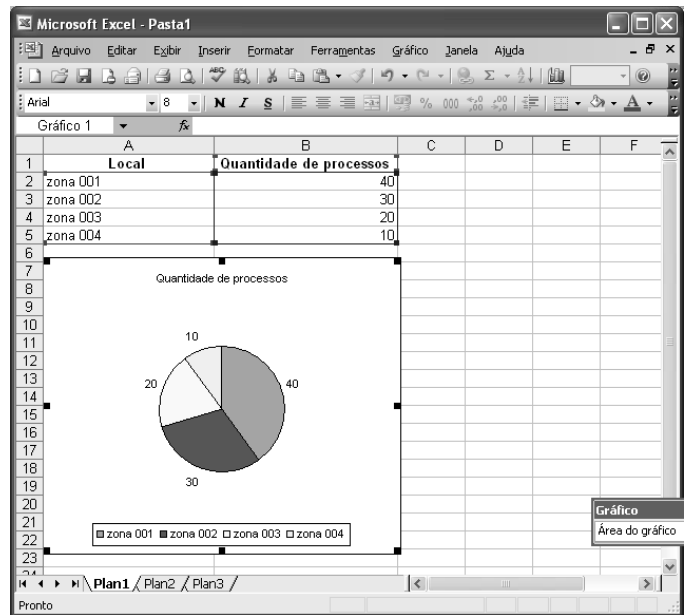 Microsoft Excel - Pasta1
Arquivo Editar Exibir Inserir Formatar Ferramentas Gráfico Janela Ajuda
Arial 8 N I S % 000
Gráfico 1 fx
A B C D E F
1 Local Quantidade de processos
2 zona 001 40
3 zona 002 30
4 zona 003 20
5 zona 004 10
6
7
8
9
10
11
12
13
14
15
16
17
18
19
20
21
22
23
Quantidade de processos
10
20
40
30
zona 001 zona 002 zona 003 zona 004
Gráfico
Área do gráfico
Plan1 Plan2 Plan3
Pronto